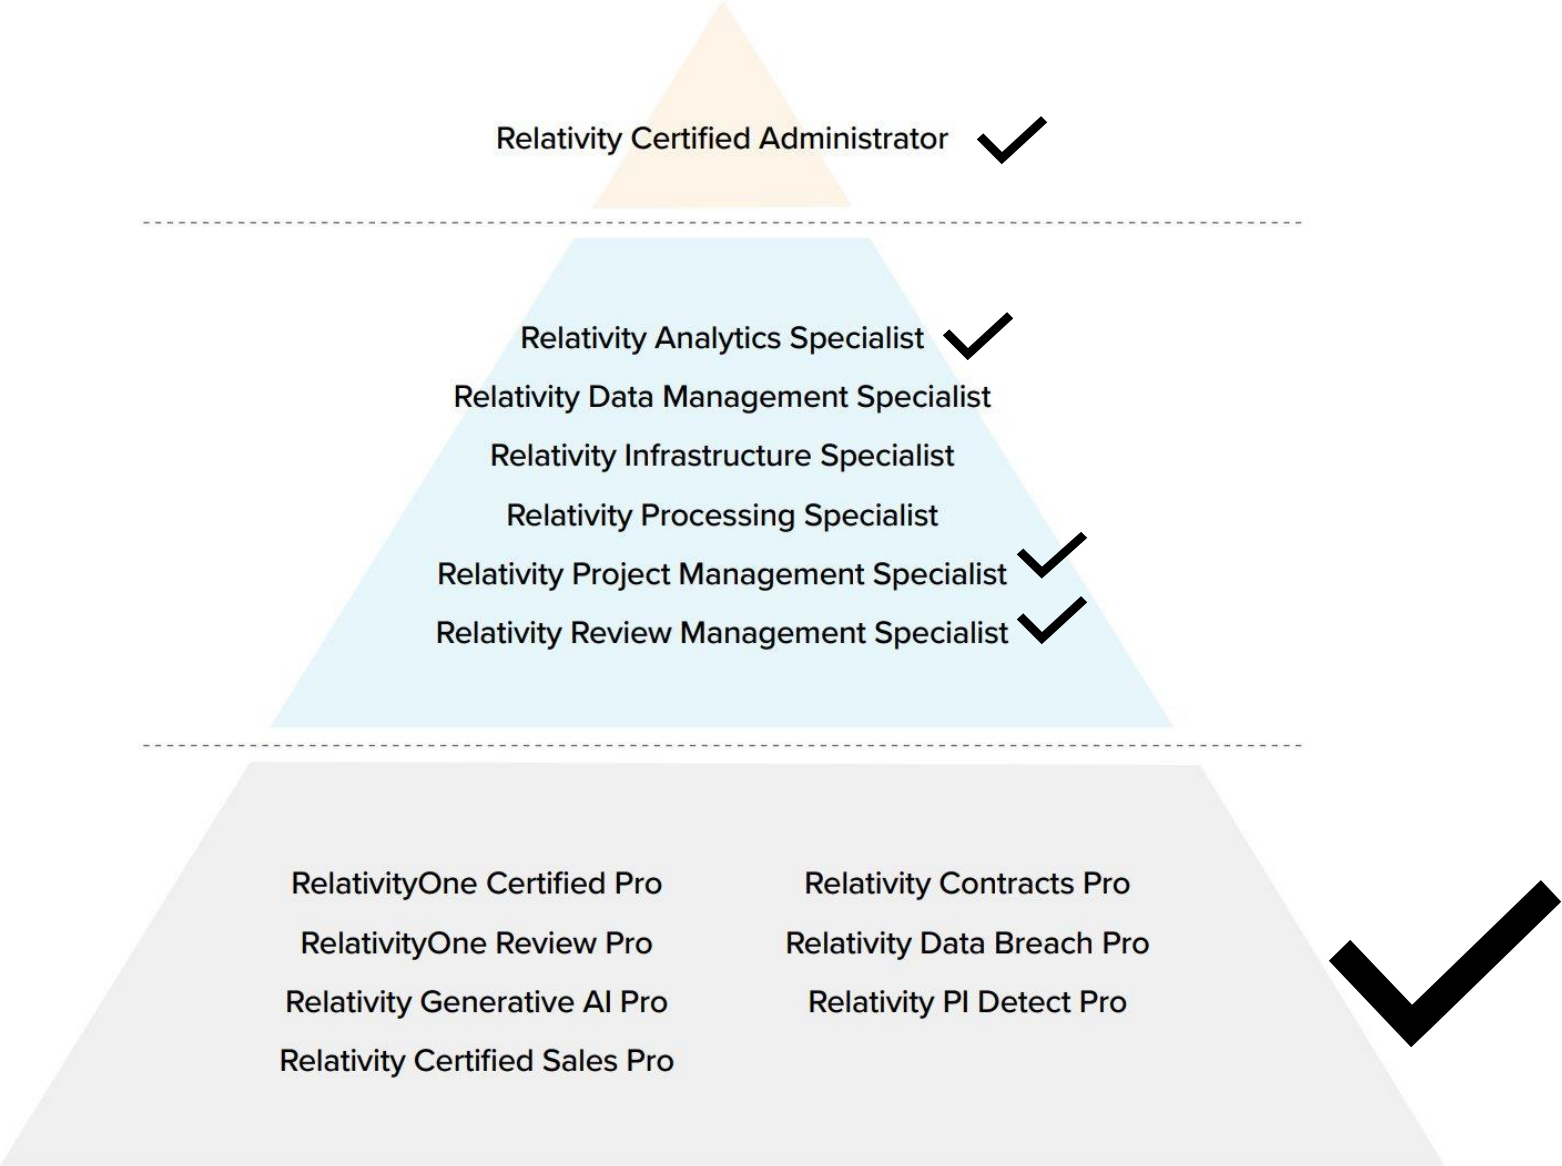 Relativity Certified Administrator
Relativity Analytics Specialist
Relativity Data Management Specialist
Relativity Infrastructure Specialist
Relativity Processing Specialist
Relativity Project Management Specialist
Relativity Review Management Specialist
RelativityOne Certified Pro
RelativityOne Review Pro
Relativity Generative AI Pro
Relativity Certified Sales Pro
Relativity Contracts Pro
Relativity Data Breach Pro
Relativity PI Detect Pro